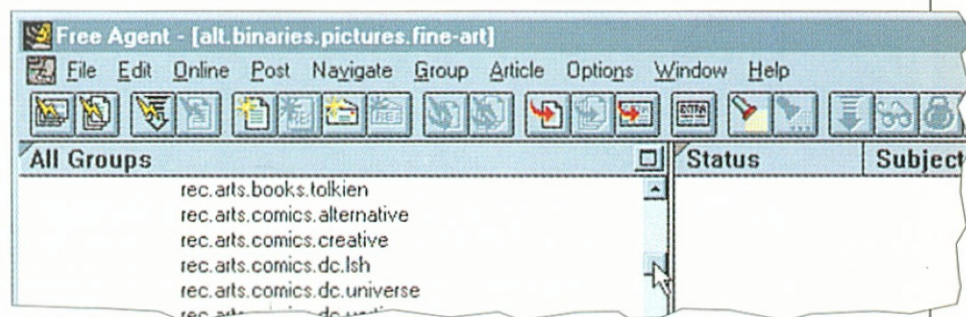 Free Agent - [alt.binaries.pictures.fine-art]
File Edit Online Post Navigate Group Article Options Window Help
All Groups Status Subject
rec.arts.books.tolkien
rec.arts.comics.alternative
rec.arts.comics.creative
rec.arts.comics.dc.lsh
rec.arts.comics.dc.universe